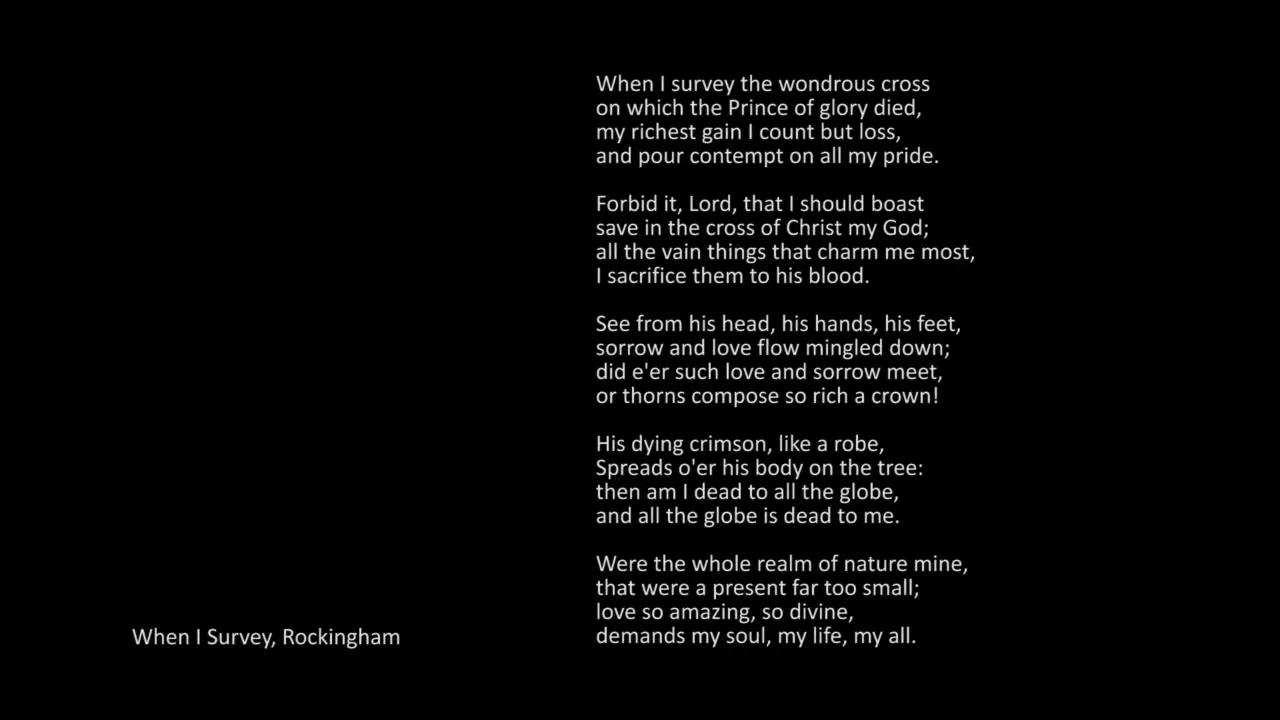 When I survey the wondrous cross
on which the Prince of glory died,
my richest gain I count but loss,
and pour contempt on all my pride.
Forbid it, Lord, that I should boast
save in the cross of Christ my God;
all the vain things that charm me most,
I sacrifice them to his blood.
See from his head, his hands, his feet,
sorrow and love flow mingled down;
did e'er such love and sorrow meet,
or thorns compose so rich a crown!
His dying crimson, like a robe,
Spreads o'er his body on the tree:
then am I dead to all the globe,
and all the globe is dead to me.
Were the whole realm of nature mine,
that were a present far too small;
love so amazing, so divine,
demands my soul, my life, my all.
When I Survey, Rockingham